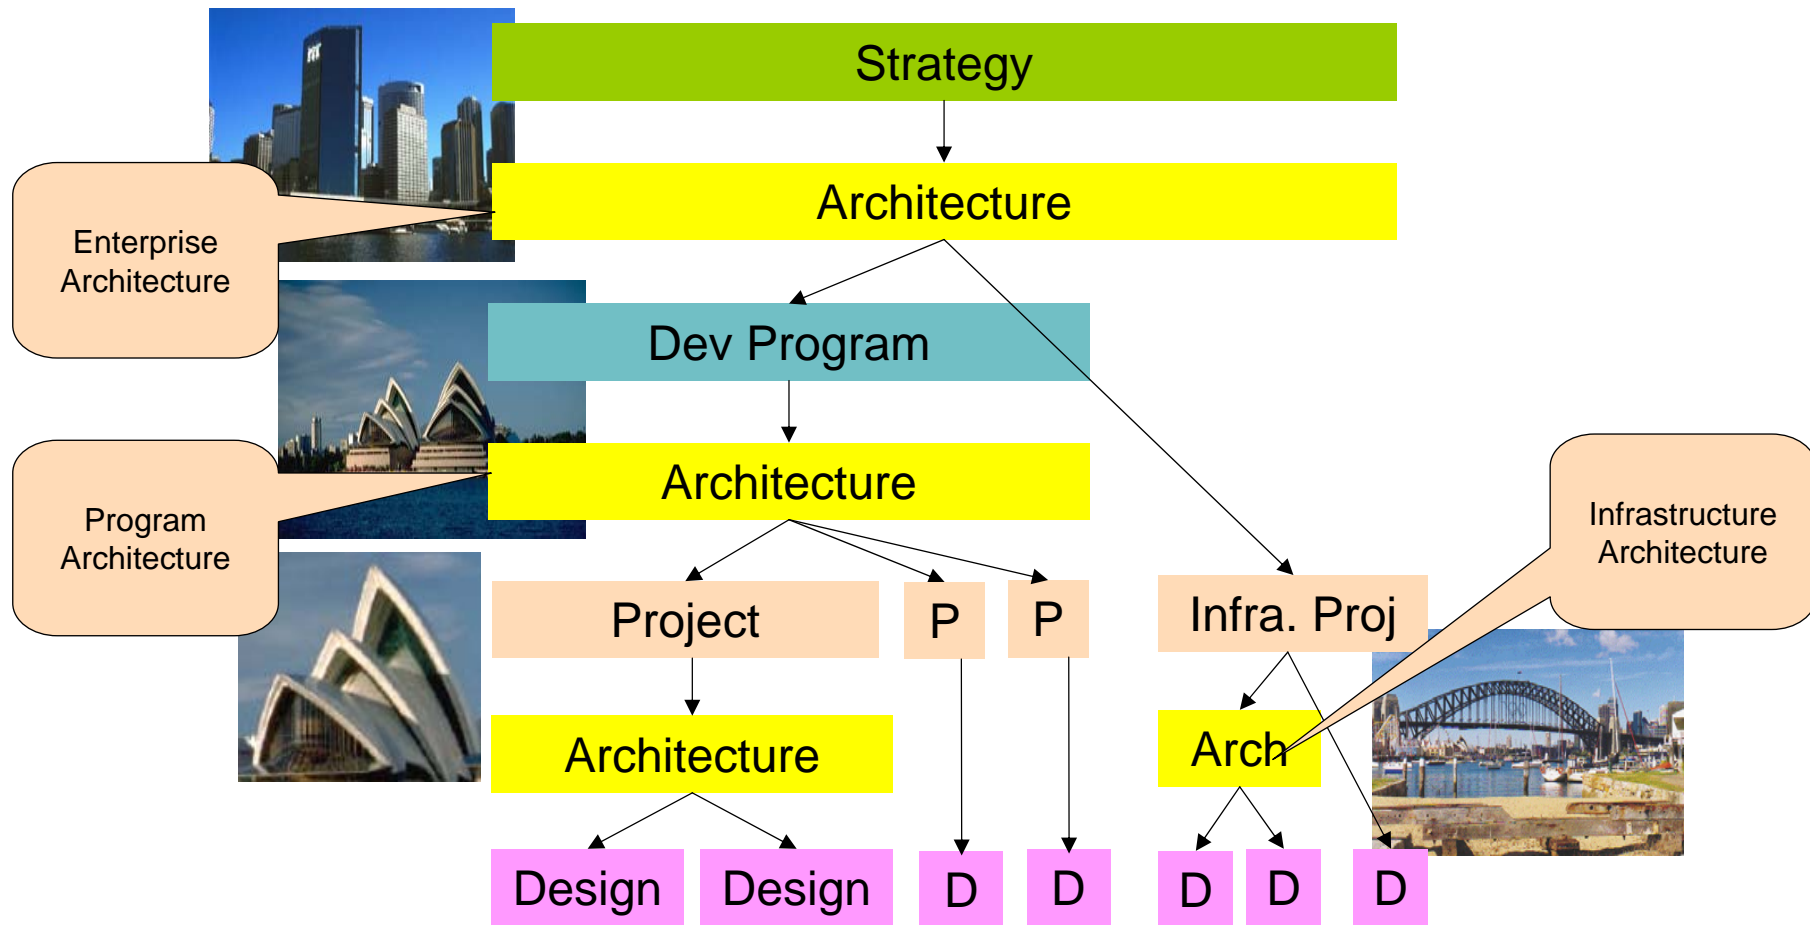 Strategy
Architecture
Enterprise
Architecture
Dev Program
Architecture
Program
Architecture
Infrastructure
Architecture
Project
P
P
Infra. Proj
Architecture
Arch
Design
Design
D
D
D
D
D